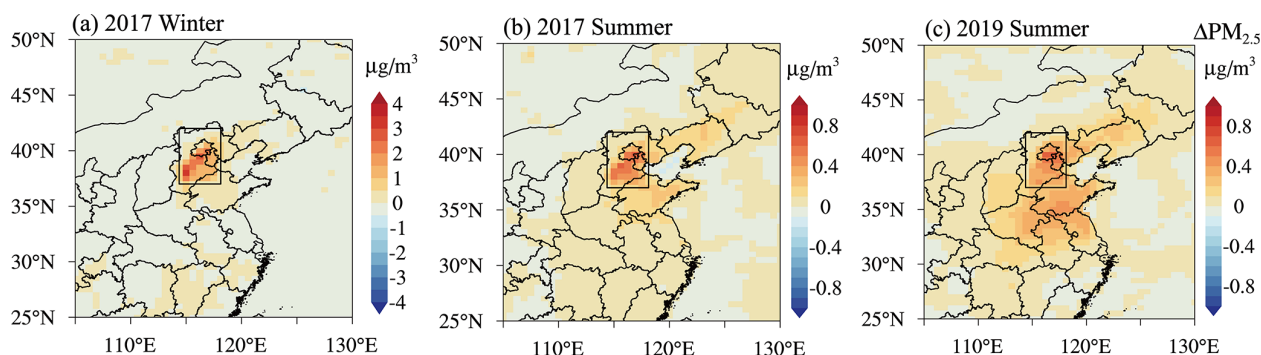 (a) 2017 Winter
50°N
45°N
40°N
35°N
30°N
25°N
110°E 120°E 130°E
μg/m³
4
3
2
1
0
-1
-2
-3
-4
(b) 2017 Summer
50°N
45°N
40°N
35°N
30°N
25°N
110°E 120°E 130°E
μg/m³
0.8
0.4
0
-0.4
-0.8
(c) 2019 Summer
50°N
45°N
40°N
35°N
30°N
25°N
110°E 120°E 130°E
ΔPM₂.₅
μg/m³
0.8
0.4
0
-0.4
-0.8